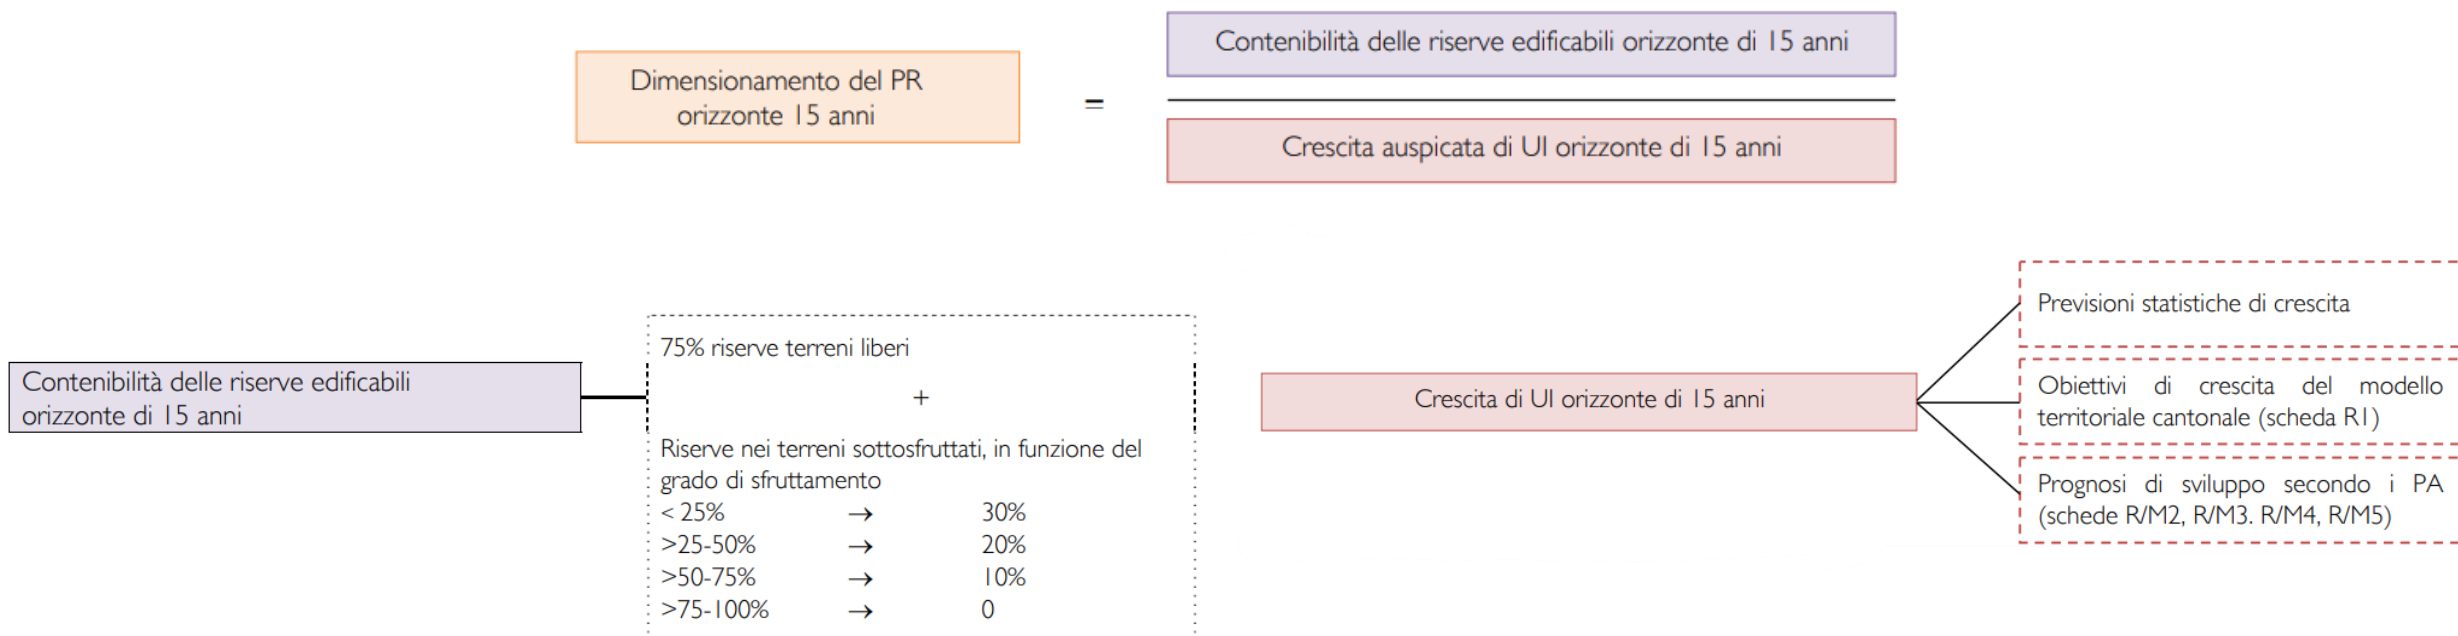 Dimensionamento del PR
orizzonte 15 anni
=
Contenibilità delle riserve edificabili orizzonte di 15 anni
Crescita auspicata di UI orizzonte di 15 anni
Contenibilità delle riserve edificabili
orizzonte di 15 anni
75% riserve terreni liberi
+
Riserve nei terreni sottosfruttati, in funzione del
grado di sfruttamento
< 25% → 30%
>25-50% → 20%
>50-75% → 10%
>75-100% → 0
Crescita di UI orizzonte di 15 anni
Previsioni statistiche di crescita
Obiettivi di crescita del modello
territoriale cantonale (scheda R1)
Prognosi di sviluppo secondo i PA
(schede R/M2, R/M3. R/M4, R/M5)